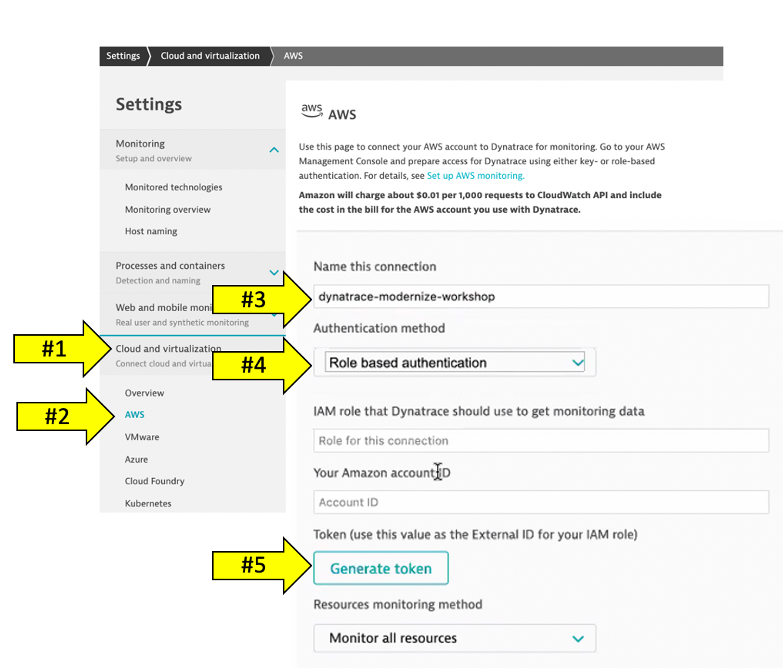 Settings Cloud and virtualization AWS
Settings
Monitoring
Setup and overview
Monitored technologies
Monitoring overview
Host naming
Processes and containers
Detection and naming
Web and mobile moni
Real user and synthetic monitoring
#1
Cloud and virtualization
Connect cloud and virtua
Overview
#2
AWS
VMware
Azure
Cloud Foundry
Kubernetes
aws AWS
Use this page to connect your AWS account to Dynatrace for monitoring. Go to your AWS
Management Console and prepare access for Dynatrace using either key- or role-based
authentication. For details, see Set up AWS monitoring.
Amazon will charge about $0.01 per 1,000 requests to CloudWatch API and include
the cost in the bill for the AWS account you use with Dynatrace.
Name this connection
#3
dynatrace-modernize-workshop
Authentication method
#4
Role based authentication
IAM role that Dynatrace should use to get monitoring data
Role for this connection
Your Amazon account ID
Account ID
Token (use this value as the External ID for your IAM role)
#5
Generate token
Resources monitoring method
Monitor all resources